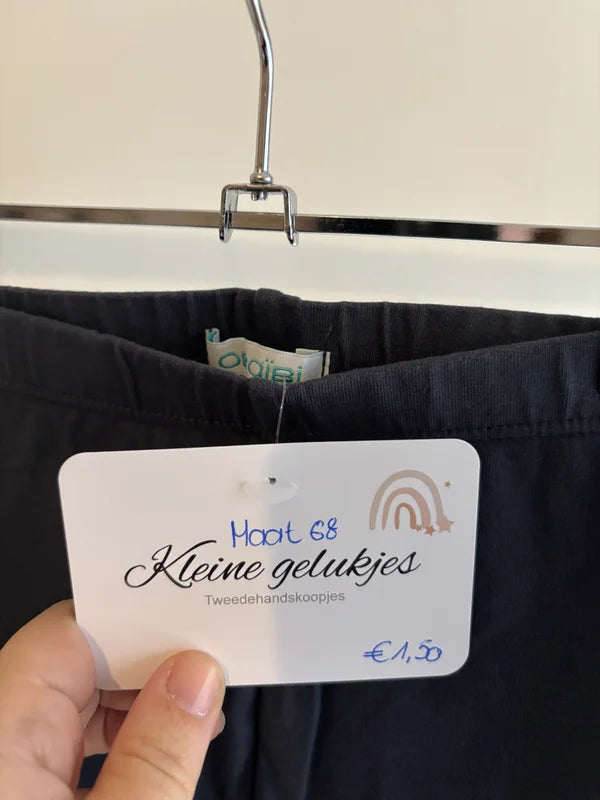 Maat 68
Kleine gelukjes
Tweedehandskoopjes
€1,50